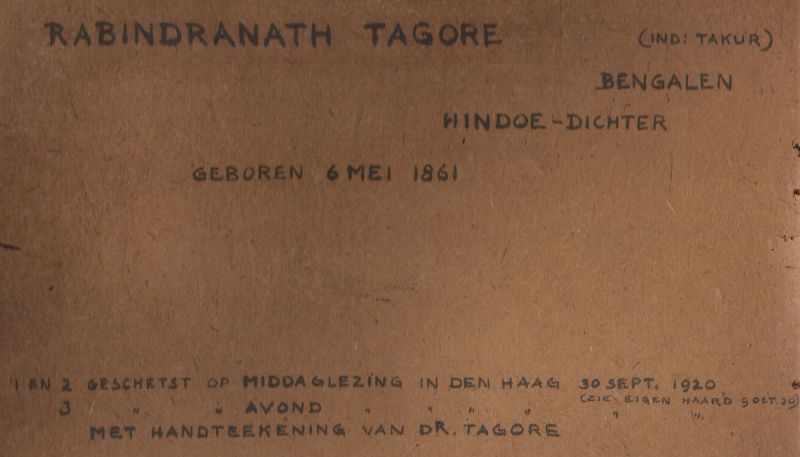 RABINDRANATH TAGORE (IND: TAKUR)
BENGALEN
HINDOE-DICHTER
GEBOREN 6 MEI 1861
1 EN 2 GESCHETST OP MIDDAGLEZING IN DEN HAAG 30 SEPT. 1920
(ZIE EIGEN HAARD 9 OCT. 20)
3 " " AVOND " " " " " "
MET HANDTEEKENING VAN DR. TAGORE